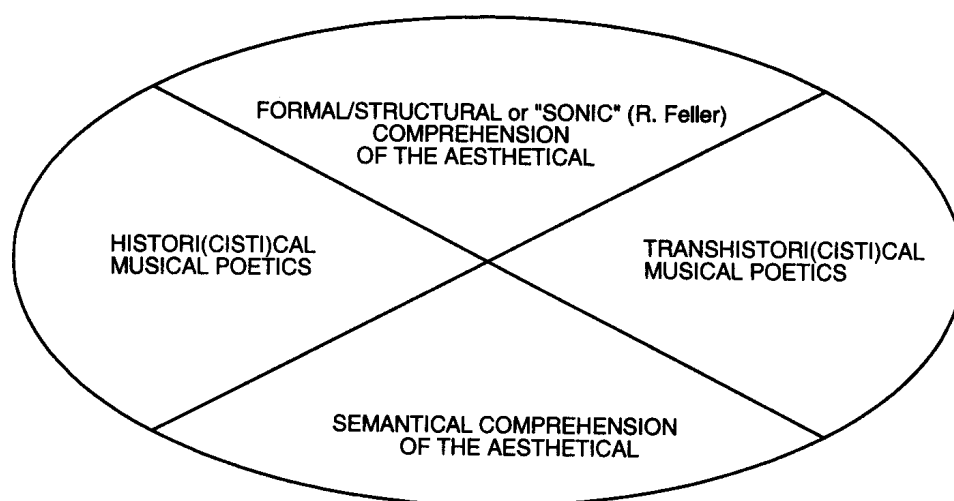 FORMAL/STRUCTURAL or "SONIC" (R. Feller)
COMPREHENSION
OF THE AESTHETICAL
HISTORI(CISTI)CAL
MUSICAL POETICS
TRANSHISTORI(CISTI)CAL
MUSICAL POETICS
SEMANTICAL COMPREHENSION
OF THE AESTHETICAL